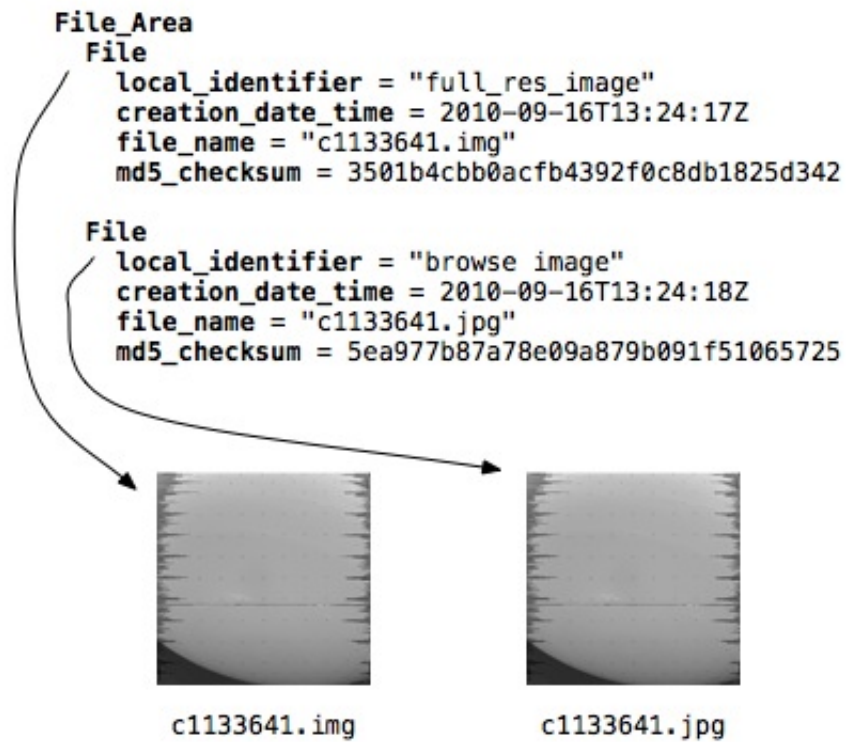 File_Area
File
local_identifier = "full_res_image"
creation_date_time = 2010-09-16T13:24:17Z
file_name = "c1133641.img"
md5_checksum = 3501b4cbb0acfb4392f0c8db1825d342
File
local_identifier = "browse image"
creation_date_time = 2010-09-16T13:24:18Z
file_name = "c1133641.jpg"
md5_checksum = 5ea977b87a78e09a879b091f51065725
c1133641.img
c1133641.jpg